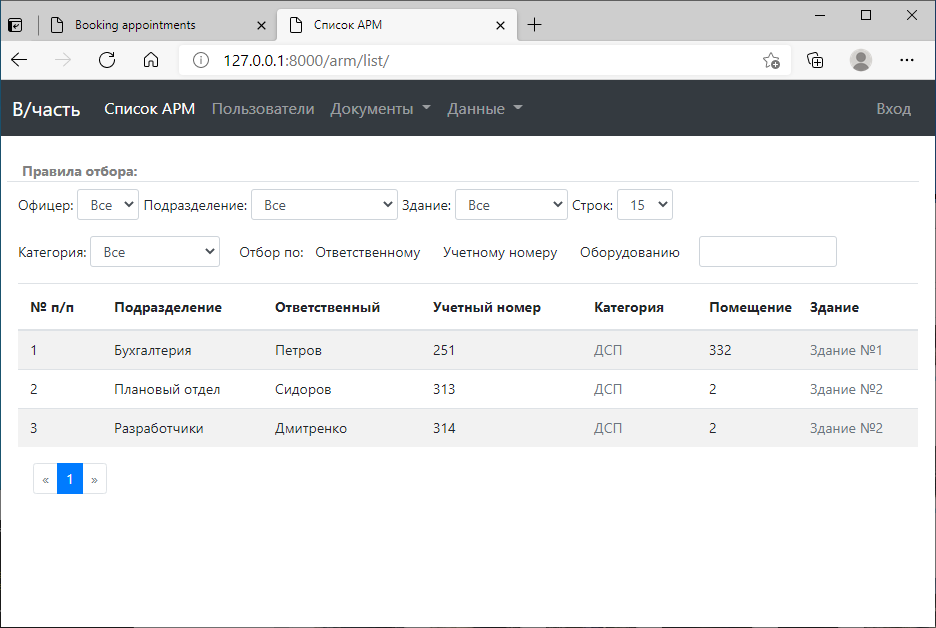 Booking appointments
Список АРМ
127.0.0.1:8000/arm/list/
В/часть Список АРМ Пользователи Документы Данные Вход
Правила отбора:
Офицер: Все Подразделение: Все Здание: Все Строк: 15
Категория: Все Отбор по: Ответственному Учетному номеру Оборудованию
№ п/п Подразделение Ответственный Учетный номер Категория Помещение Здание
1 Бухгалтерия Петров 251 ДСП 332 Здание №1
2 Плановый отдел Сидоров 313 ДСП 2 Здание №2
3 Разработчики Дмитренко 314 ДСП 2 Здание №2
« 1 »